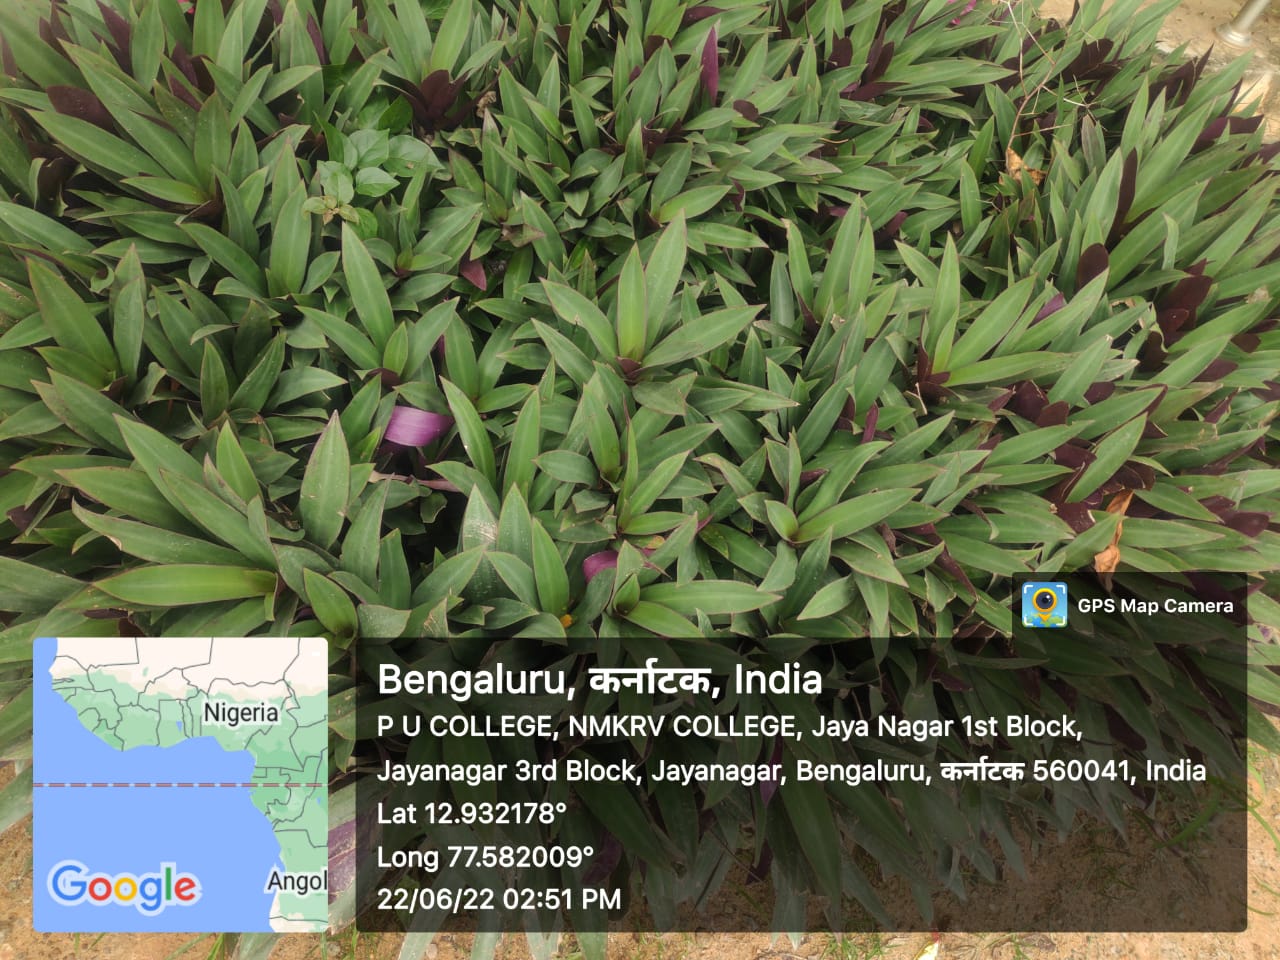 GPS Map Camera
Nigeria
Angol
Google
Bengaluru, कर्नाटक, India
P U COLLEGE, NMKRV COLLEGE, Jaya Nagar 1st Block,
Jayanagar 3rd Block, Jayanagar, Bengaluru, कर्नाटक 560041, India
Lat 12.932178°
Long 77.582009°
22/06/22 02:51 PM